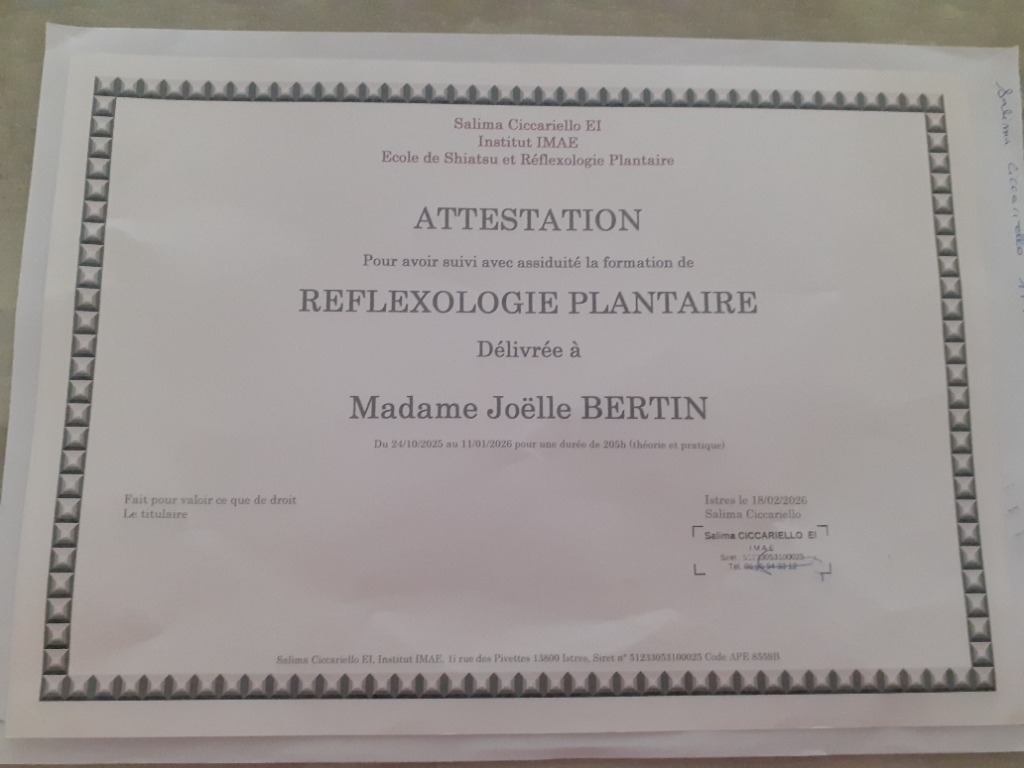 Salima Ciccariello EI
Institut IMAE
Ecole de Shiatsu et Réflexologie Plantaire
ATTESTATION
Pour avoir suivi avec assiduité la formation de
REFLEXOLOGIE PLANTAIRE
Délivrée à
Madame Joëlle BERTIN
Du 24/10/2025 au 11/01/2026 pour une durée de 205h (théorie et pratique)
Fait pour valoir ce que de droit
Le titulaire
Istres le 18/02/2026
Salima Ciccariello
Salima CICCARIELLO EI
IMAE
Siret
Tél.
Salima Ciccariello EI, Institut IMAE, rue des Pivettes 13800 Istres, Siret n° 51233053100025 Code APE 8559B
Salima Ciccariello